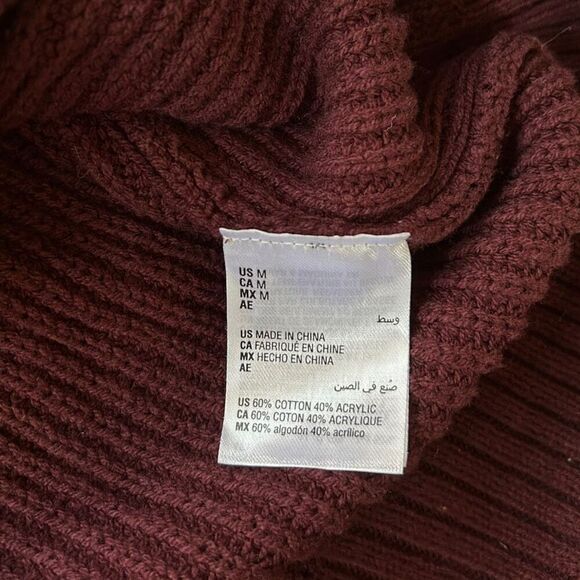 US M
CA M
MX M
AE
وسط
US MADE IN CHINA
CA FABRIQUÉ EN CHINE
MX HECHO EN CHINA
AE
صُنع في الصين
US 60% COTTON 40% ACRYLIC
CA 60% COTON 40% ACRYLIQUE
MX 60% algodón 40% acrílico